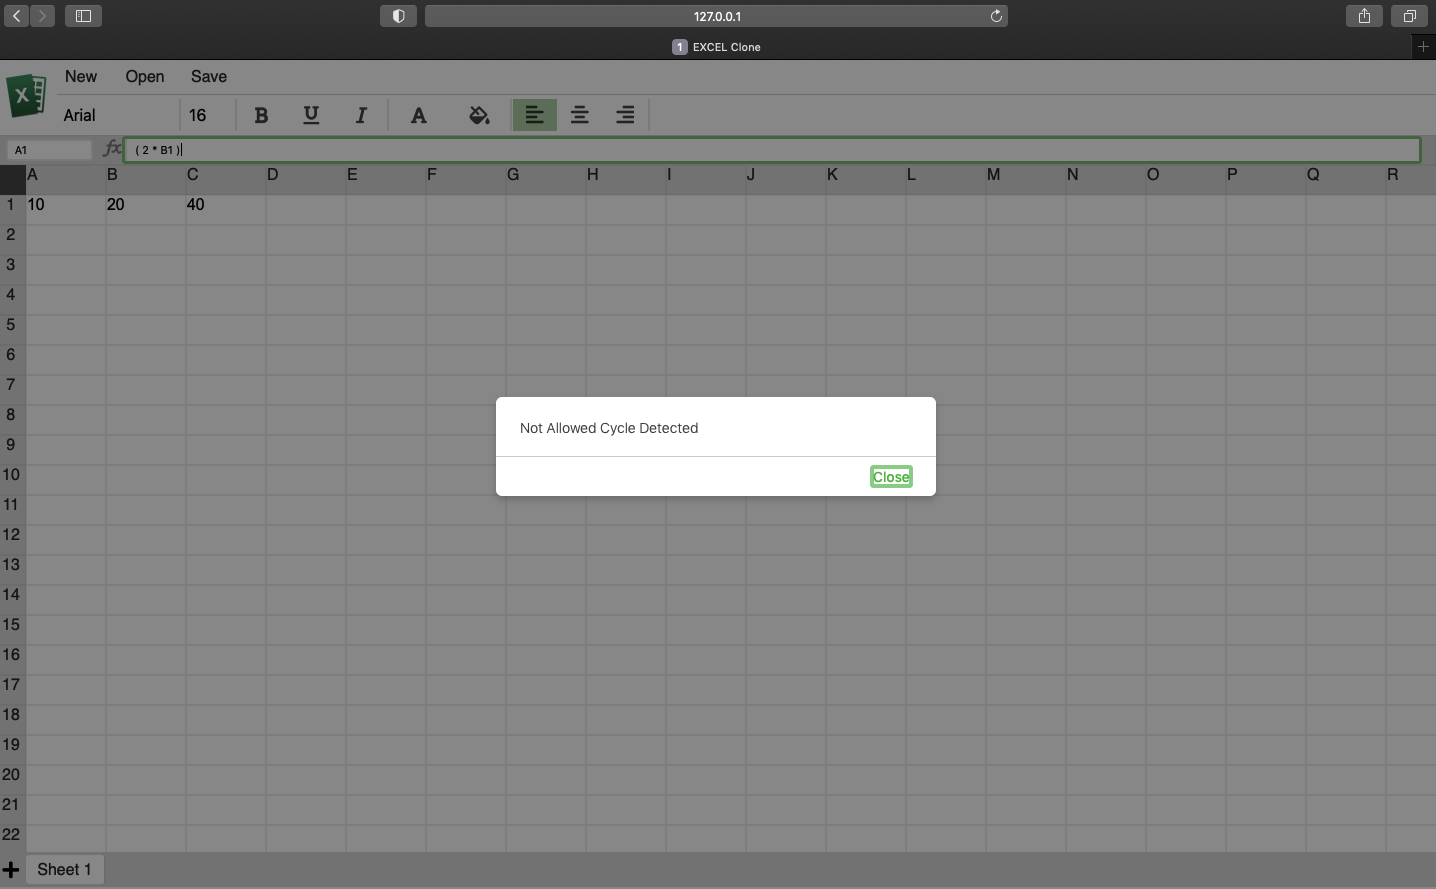 127.0.0.1
1 EXCEL Clone
New Open Save
Arial 16 B U I A
A1 fx ( 2 * B1 )
A B C D E F G H I J K L M N O P Q R
1 10 20 40
2
3
4
5
6
7
8
9
10
11
12
13
14
15
16
17
18
19
20
21
22
Not Allowed Cycle Detected
Close
Sheet 1